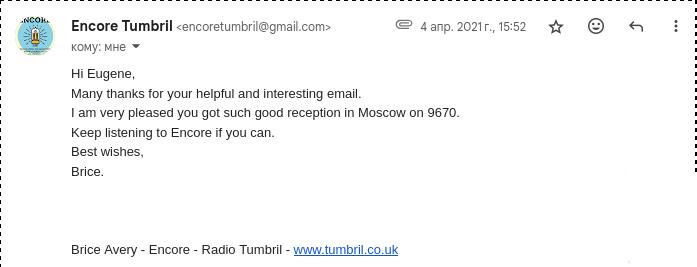 ENCORE
Encore Tumbril <encoretumbril@gmail.com> 4 апр. 2021 г., 15:52
кому: мне
Hi Eugene,
Many thanks for your helpful and interesting email.
I am very pleased you got such good reception in Moscow on 9670.
Keep listening to Encore if you can.
Best wishes,
Brice.
Brice Avery - Encore - Radio Tumbril - www.tumbril.co.uk